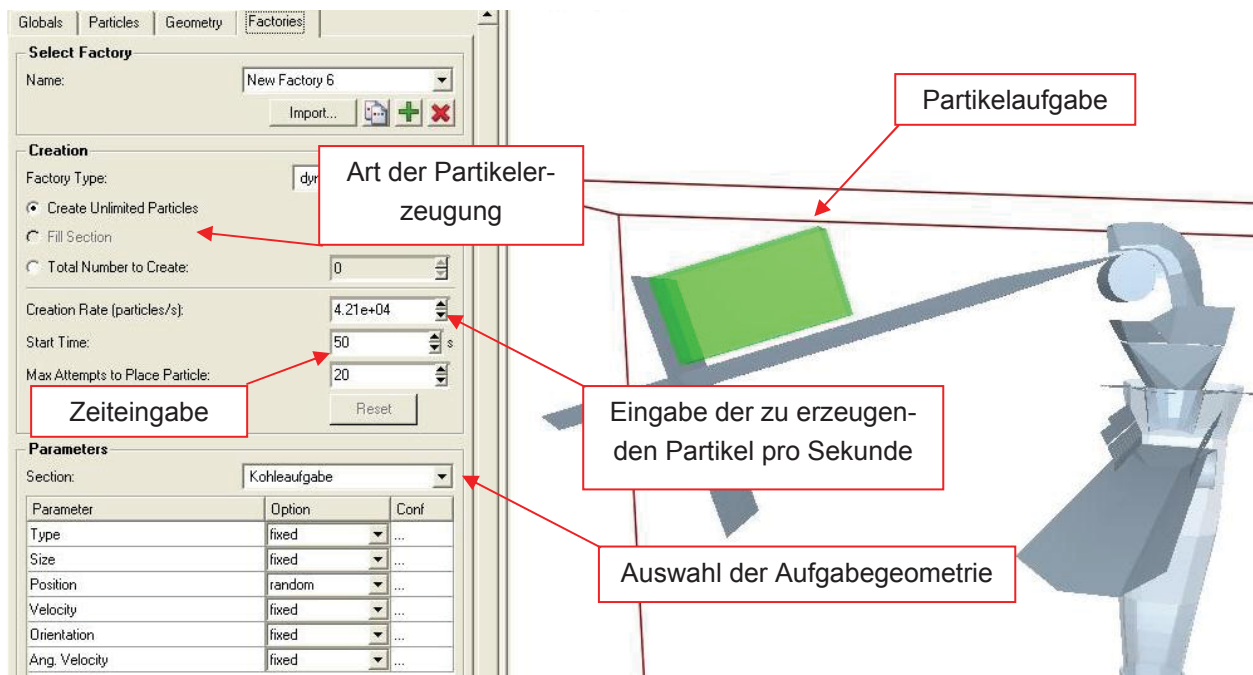 Globals Particles Geometry Factories
Select Factory
Name: New Factory 6
Import...
Creation
Factory Type:
Create Unlimited Particles
Fill Section
Total Number to Create: 0
Creation Rate (particles/s): 4.21e+04
Start Time: 50 s
Max Attempts to Place Particle: 20
Reset
Parameters
Section: Kohleaufgabe
Parameter Option Conf
Type fixed ...
Size fixed ...
Position random ...
Velocity fixed ...
Orientation fixed ...
Ang. Velocity fixed ...
Art der Partikeler-
zeugung
Zeiteingabe
Partikelaufgabe
Eingabe der zu erzeugen-
den Partikel pro Sekunde
Auswahl der Aufgabegeometrie